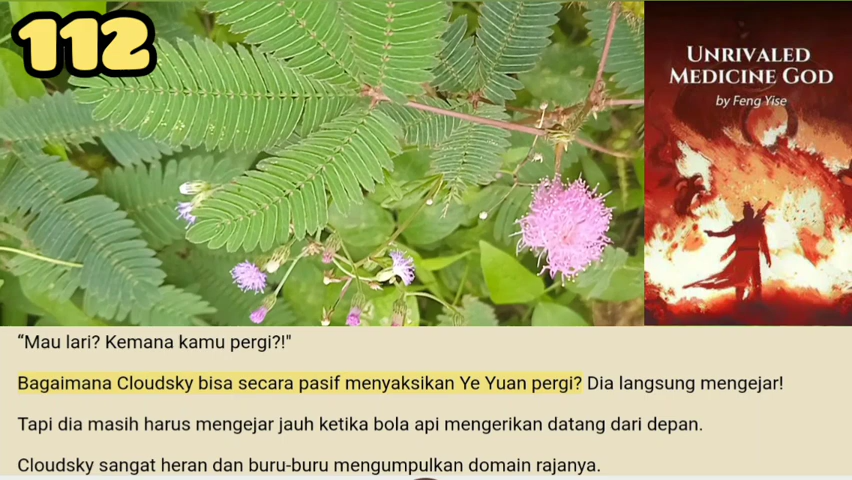 112
UNRIVALED
MEDICINE GOD
by Feng Yise
“Mau lari? Kemana kamu pergi?!"
Bagaimana Cloudsky bisa secara pasif menyaksikan Ye Yuan pergi? Dia langsung mengejar!
Tapi dia masih harus mengejar jauh ketika bola api mengerikan datang dari depan.
Cloudsky sangat heran dan buru-buru mengumpulkan domain rajanya.